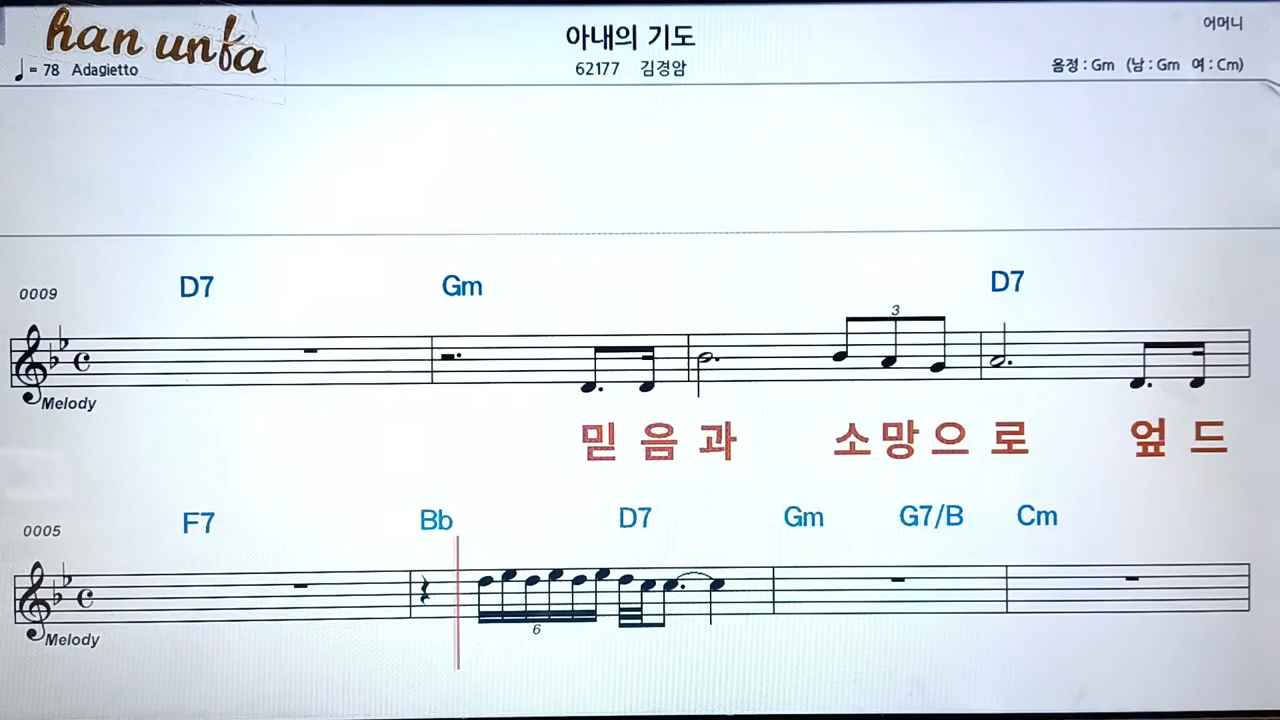 han unfa
아내의 기도
어머니
♩= 78 Adagietto
62177 김경암
음정 : Gm (남 : Gm 여 : Cm)
D7 Gm D7
0009
3
Melody
믿 음 과 소 망 으 로 엎 드
F7 Bb D7 Gm G7/B Cm
0005
6
Melody